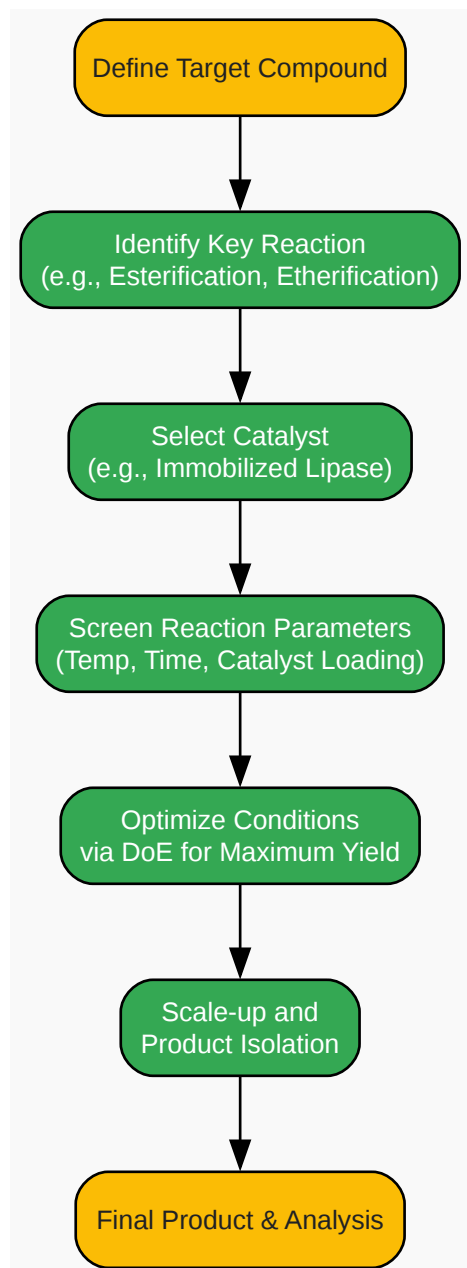 Define Target Compound
Identify Key Reaction
(e.g., Esterification, Etherification)
Select Catalyst
(e.g., Immobilized Lipase)
Screen Reaction Parameters
(Temp, Time, Catalyst Loading)
Optimize Conditions
via DoE for Maximum Yield
Scale-up and
Product Isolation
Final Product & Analysis